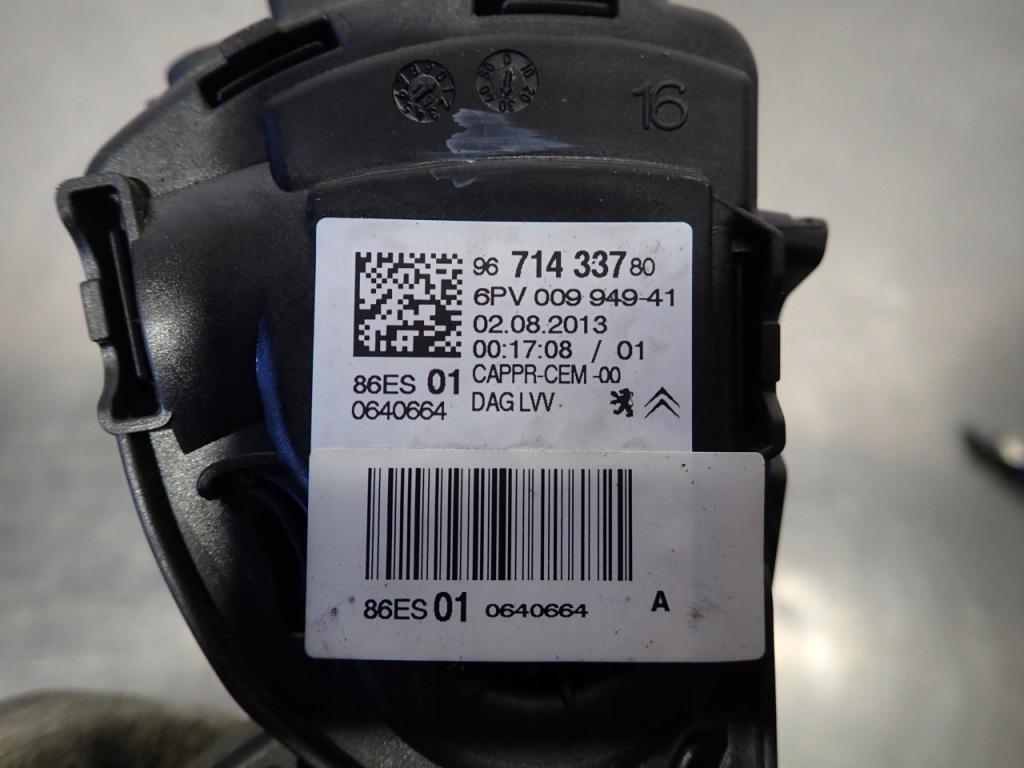 16
96 714 337 80
6PV 009 949-41
02.08.2013
00:17:08 / 01
CAPPR-CEM-00
DAG LVV
86ES 01
0640664
86ES 01 0640664 A